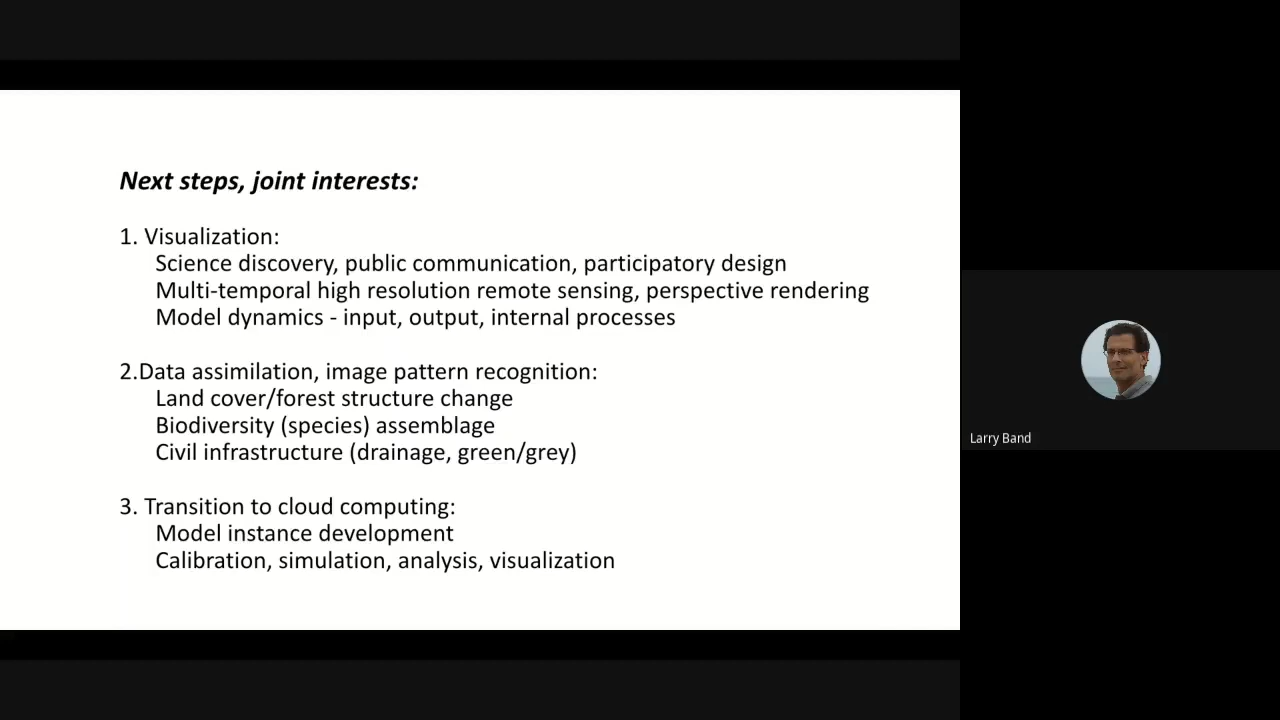 Next steps, joint interests:
1. Visualization:
Science discovery, public communication, participatory design
Multi-temporal high resolution remote sensing, perspective rendering
Model dynamics - input, output, internal processes
2.Data assimilation, image pattern recognition:
Land cover/forest structure change
Biodiversity (species) assemblage
Civil infrastructure (drainage, green/grey)
3. Transition to cloud computing:
Model instance development
Calibration, simulation, analysis, visualization
Larry Band